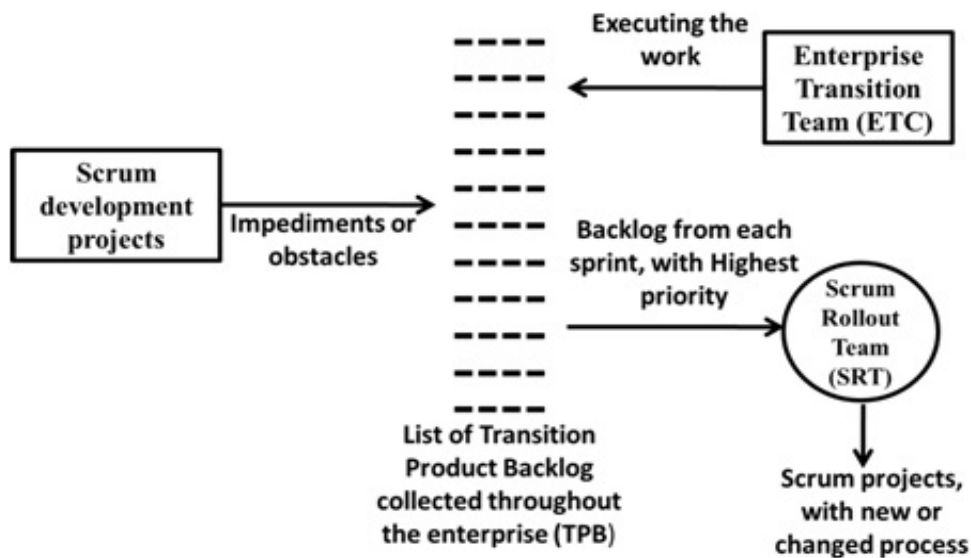 Executing the
work
Enterprise
Transition
Team (ETC)
Scrum
development
projects
Impediments or
obstacles
Backlog from each
sprint, with Highest
priority
Scrum
Rollout
Team
(SRT)
List of Transition
Product Backlog
collected throughout
the enterprise (TPB)
Scrum projects,
with new or
changed process